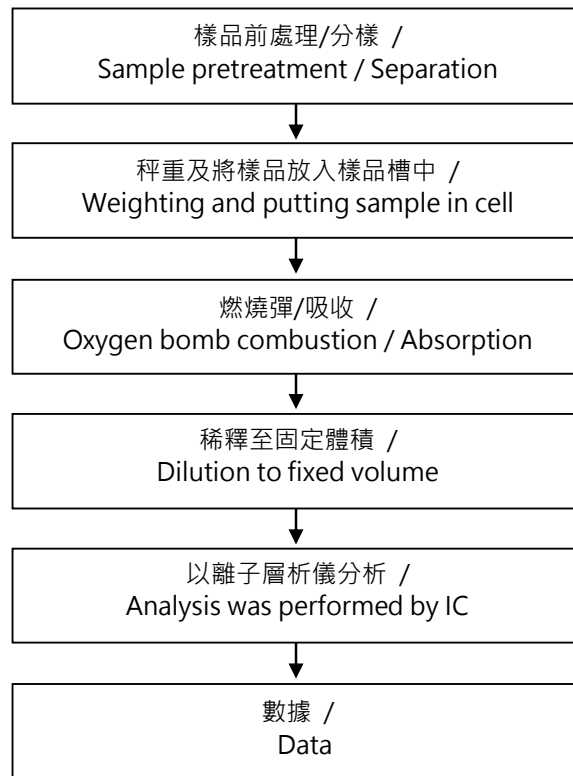 樣品前處理/分樣 /
Sample pretreatment / Separation
秤重及將樣品放入樣品槽中 /
Weighting and putting sample in cell
燃燒彈/吸收 /
Oxygen bomb combustion / Absorption
稀釋至固定體積 /
Dilution to fixed volume
以離子層析儀分析 /
Analysis was performed by IC
數據 /
Data